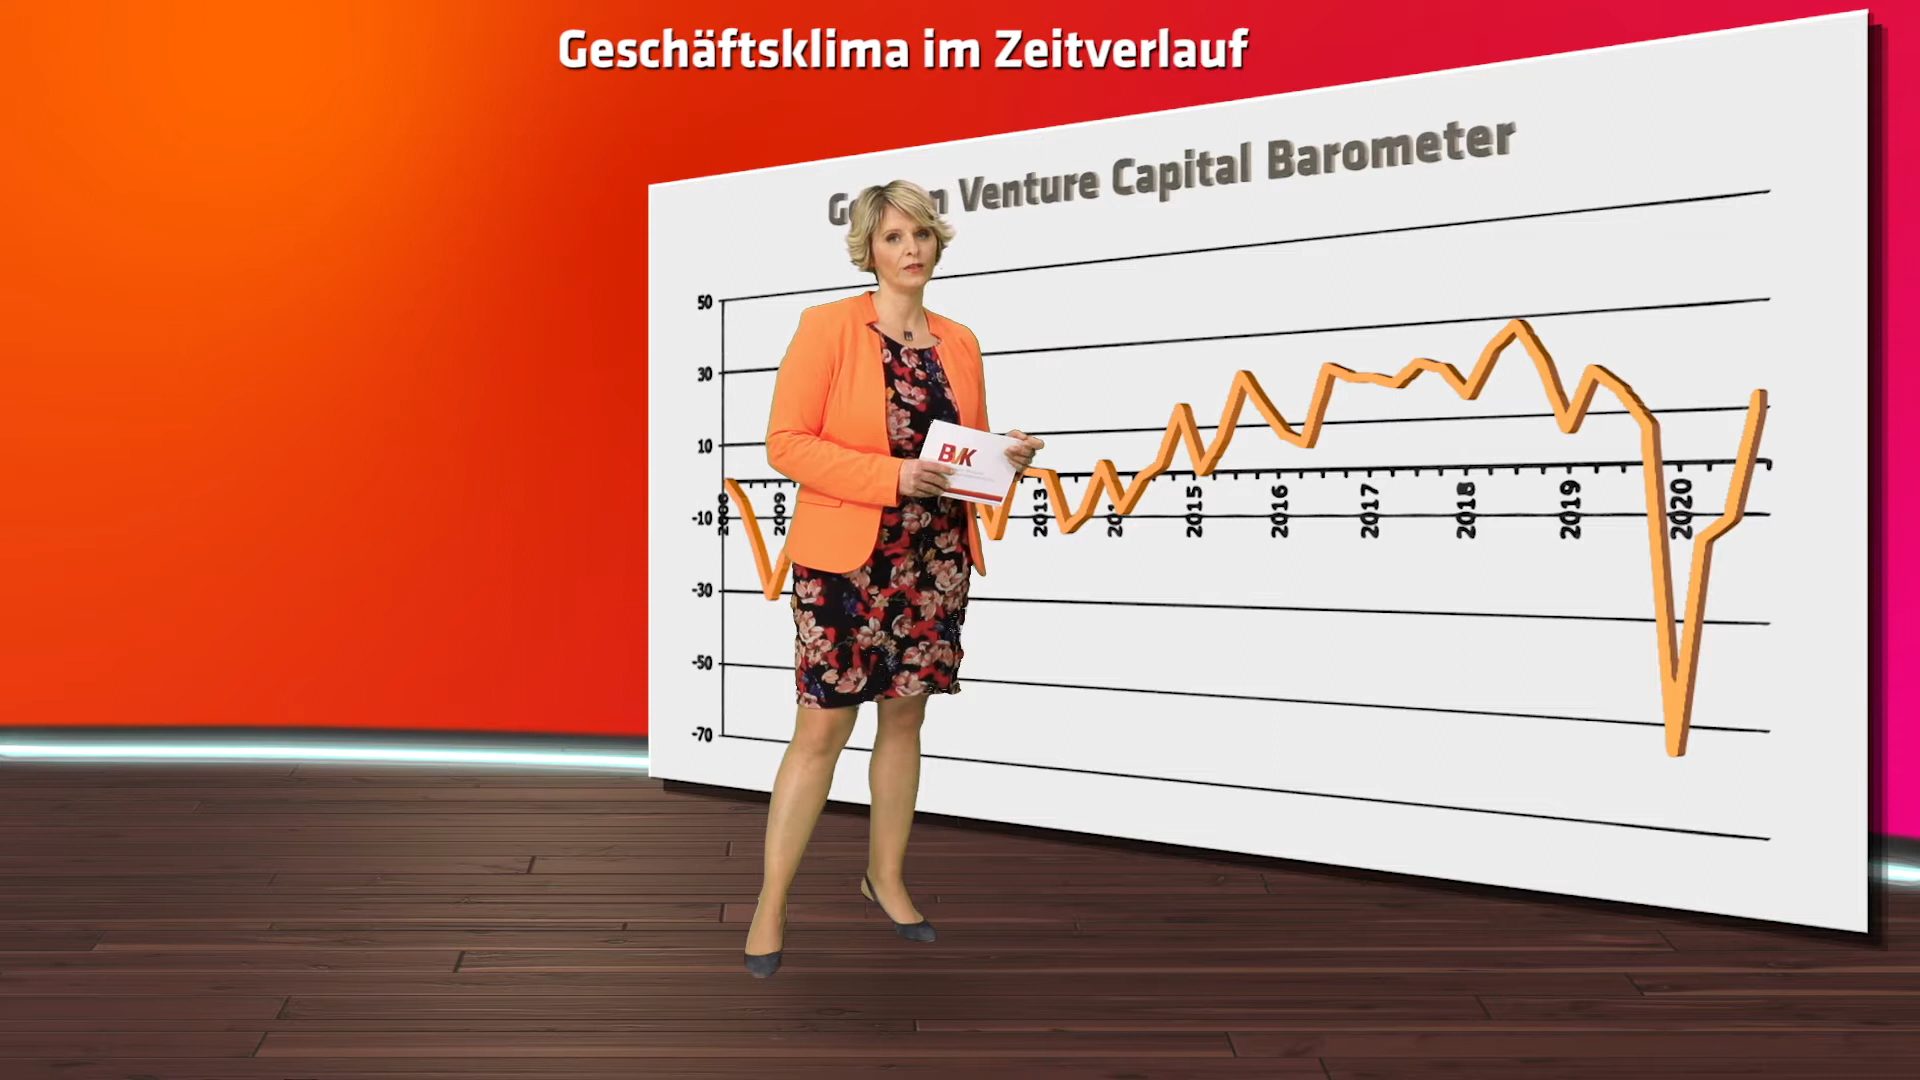 Geschäftsklima im Zeitverlauf
Venture Capital Barometer
50
30
10
-10
-30
-50
-70
2009 2013 2015 2016 2017 2018 2019 2020
BVK